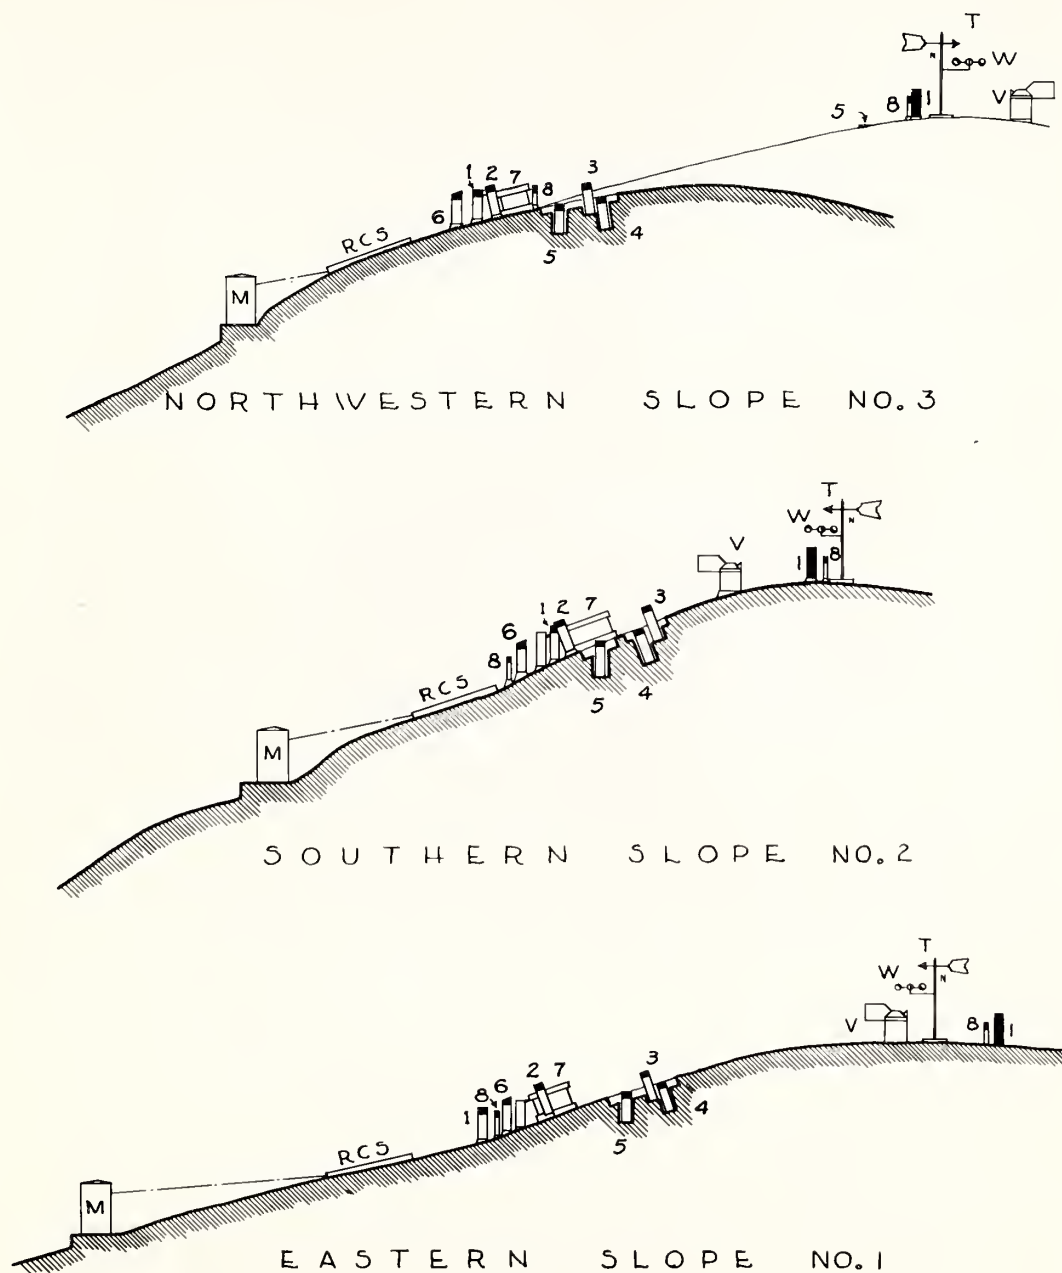 T
N
W
8 1
V
5
3
1 2 7
8
6
4
5
RCS
M
NORTHWESTERN SLOPE NO. 3
T
W
N
V
1 8
3
1 2 7
6
8
RCS
4
5
M
SOUTHERN SLOPE NO. 2
T
W
N
V
8 1
3
2 7
6
8
1
4
5
RCS
M
EASTERN SLOPE NO. 1